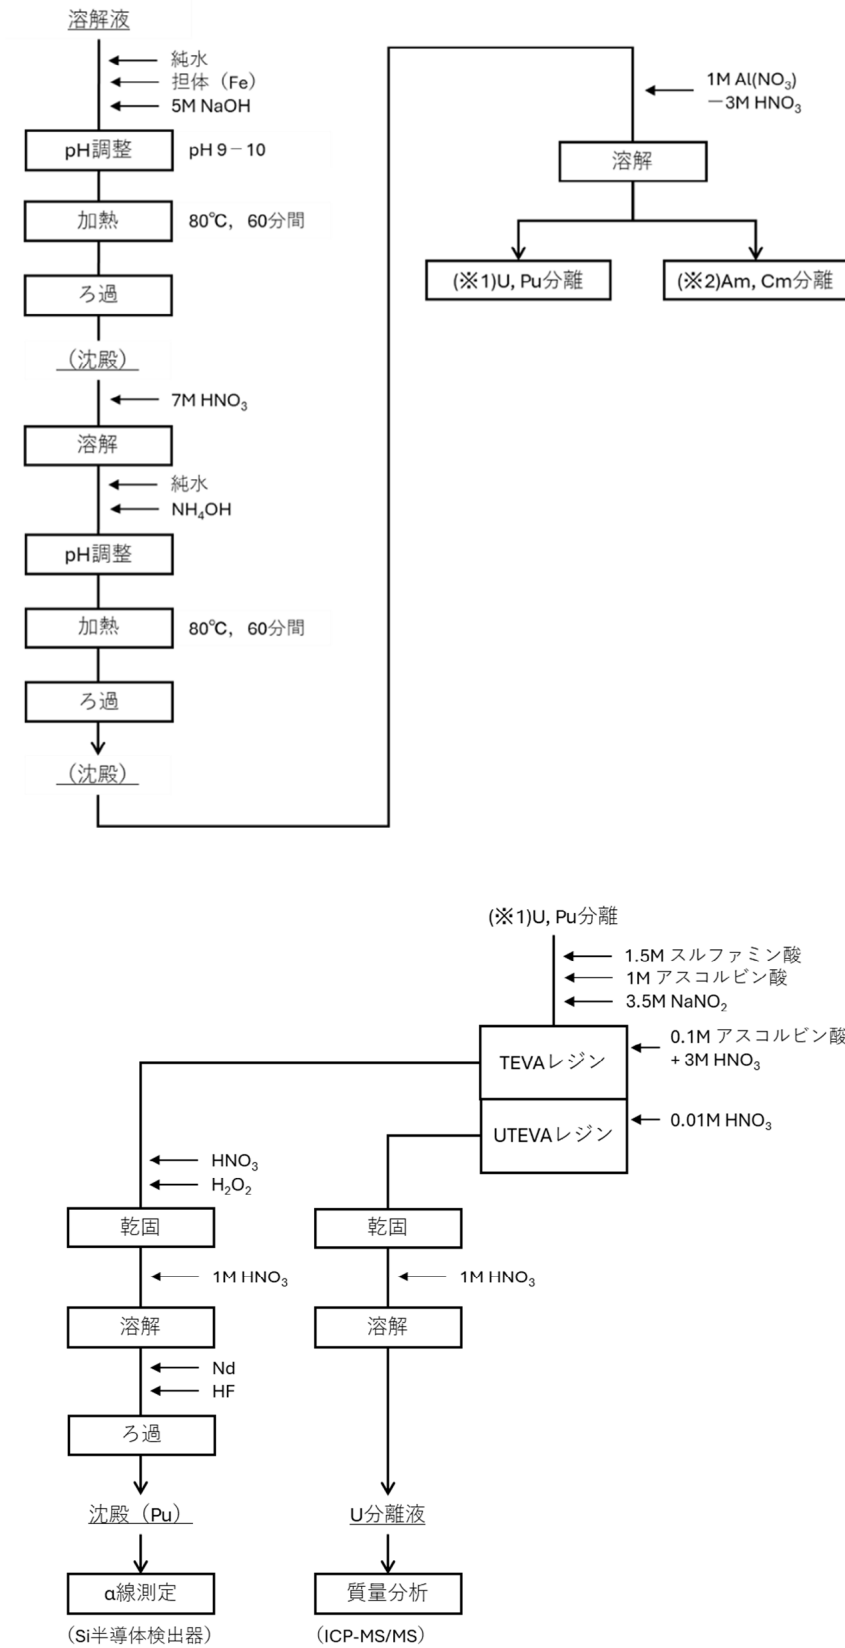 溶解液
純水
担体（Fe）
5M NaOH
pH調整
pH 9－10
加熱
80℃，60分間
ろ過
（沈殿）
7M HNO₃
溶解
純水
NH₄OH
pH調整
加熱
80℃，60分間
ろ過
（沈殿）
1M Al(NO₃)
－3M HNO₃
溶解
(※1)U, Pu分離
(※2)Am, Cm分離
(※1)U, Pu分離
1.5M スルファミン酸
1M アスコルビン酸
3.5M NaNO₂
TEVAレジン
0.1M アスコルビン酸
+ 3M HNO₃
UTEVAレジン
0.01M HNO₃
HNO₃
H₂O₂
乾固
乾固
1M HNO₃
1M HNO₃
溶解
溶解
Nd
HF
ろ過
沈殿（Pu）
U分離液
α線測定
質量分析
（Si半導体検出器）
（ICP-MS/MS）